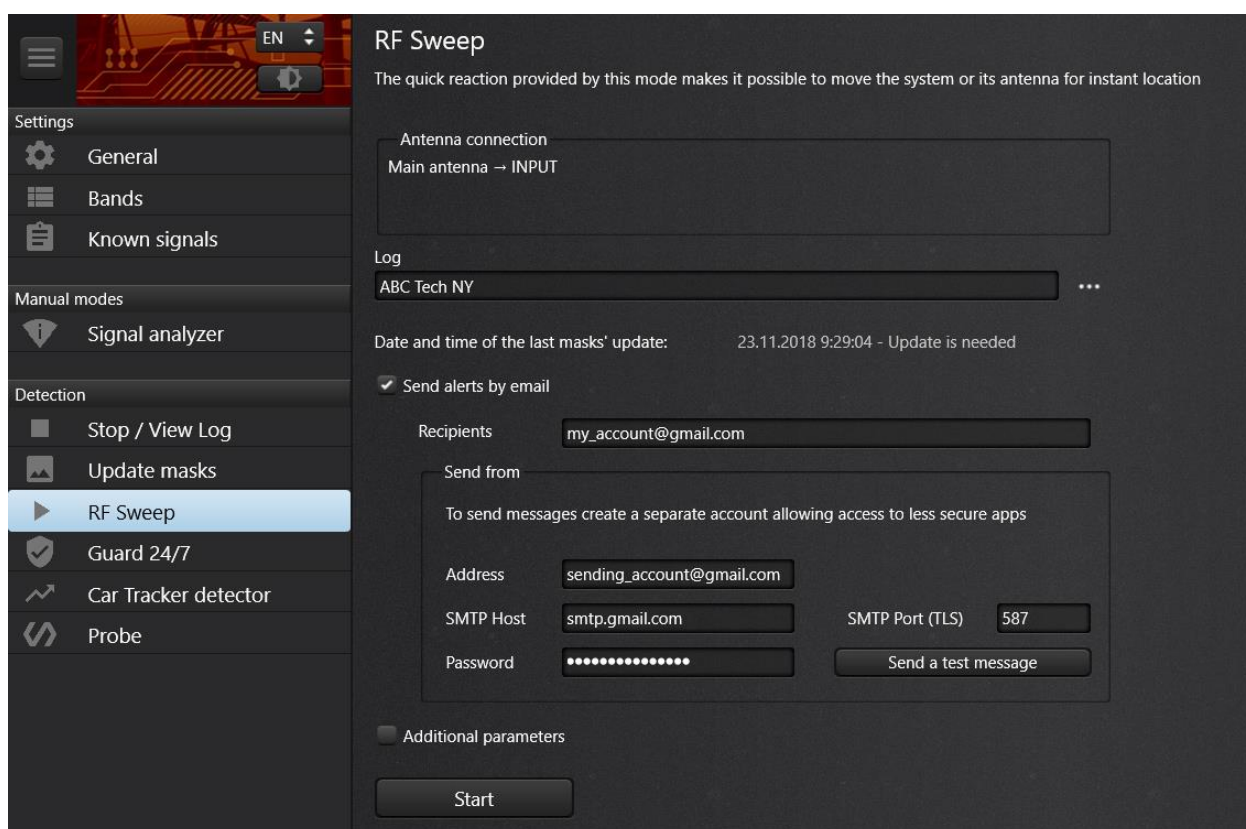 EN
Settings
General
Bands
Known signals
Manual modes
Signal analyzer
Detection
Stop / View Log
Update masks
RF Sweep
Guard 24/7
Car Tracker detector
Probe
RF Sweep
The quick reaction provided by this mode makes it possible to move the system or its antenna for instant location
Antenna connection
Main antenna → INPUT
Log
ABC Tech NY
Date and time of the last masks' update: 23.11.2018 9:29:04 - Update is needed
Send alerts by email
Recipients my_account@gmail.com
Send from
To send messages create a separate account allowing access to less secure apps
Address sending_account@gmail.com
SMTP Host smtp.gmail.com SMTP Port (TLS) 587
Password ••••••••••••••• Send a test message
Additional parameters
Start